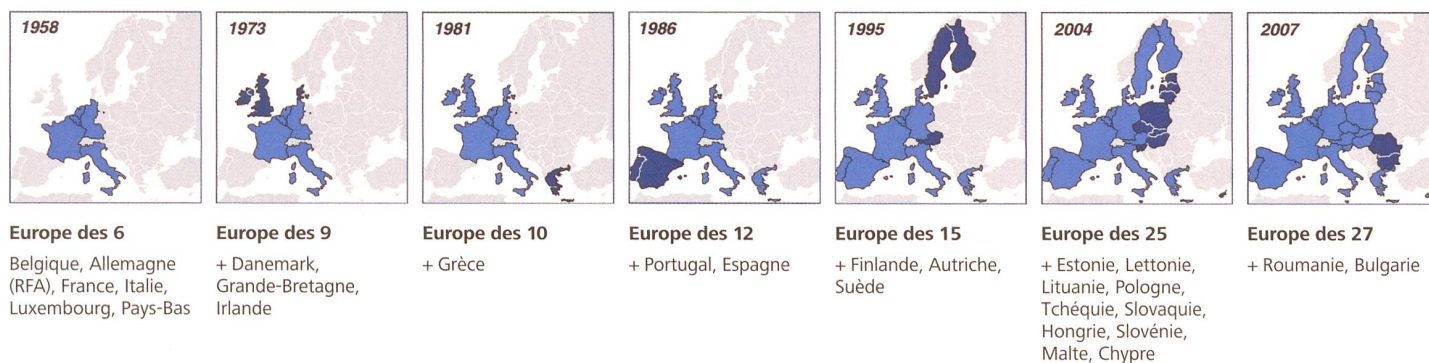 1958
1973
1981
1986
1995
2004
2007
Europe des 6
Belgique, Allemagne
(RFA), France, Italie,
Luxembourg, Pays-Bas
Europe des 9
+ Danemark,
Grande-Bretagne,
Irlande
Europe des 10
+ Grèce
Europe des 12
+ Portugal, Espagne
Europe des 15
+ Finlande, Autriche,
Suède
Europe des 25
+ Estonie, Lettonie,
Lituanie, Pologne,
Tchéquie, Slovaquie,
Hongrie, Slovénie,
Malte, Chypre
Europe des 27
+ Roumanie, Bulgarie